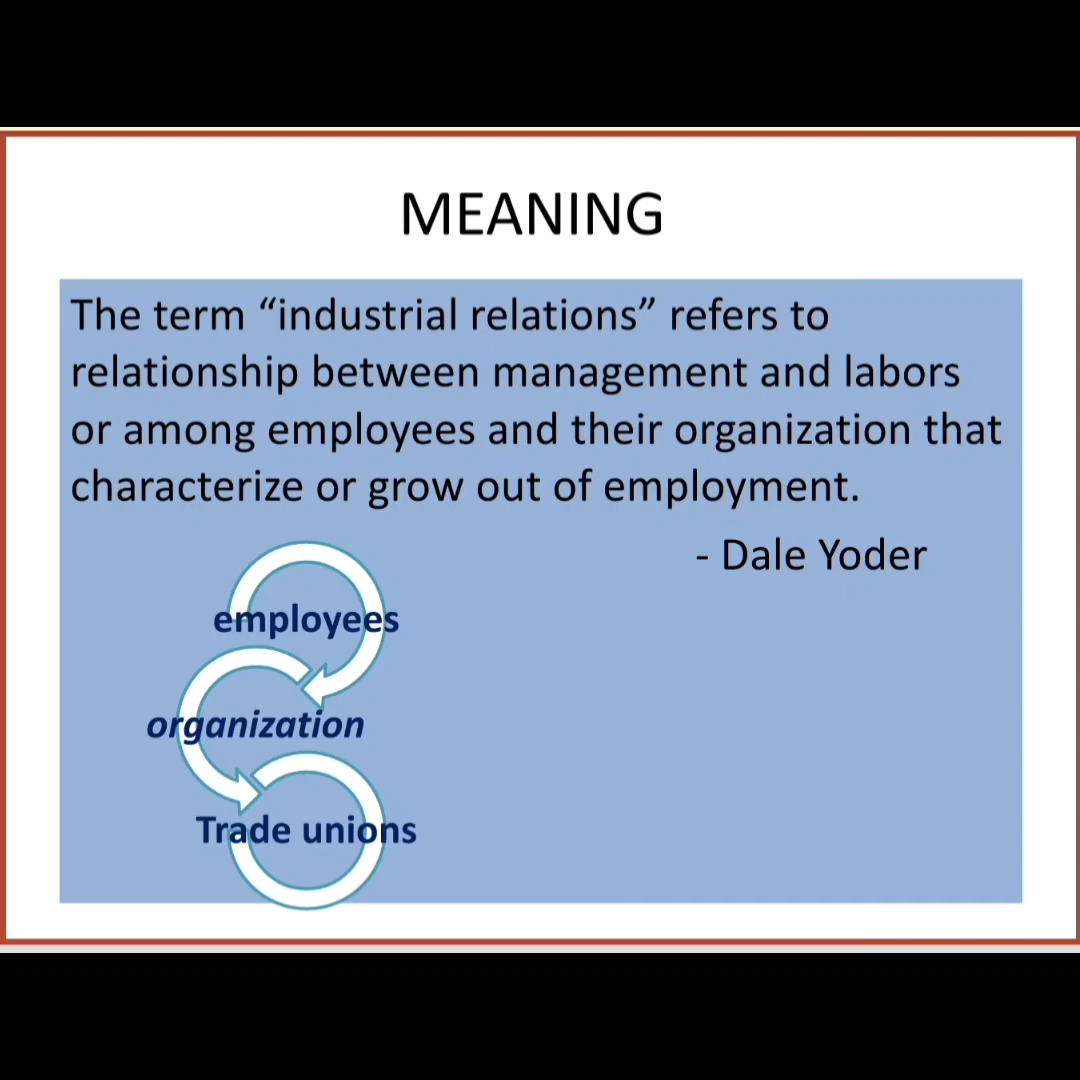 MEANING
The term “industrial relations” refers to
relationship between management and labors
or among employees and their organization that
characterize or grow out of employment.
- Dale Yoder
employees
organization
Trade unions